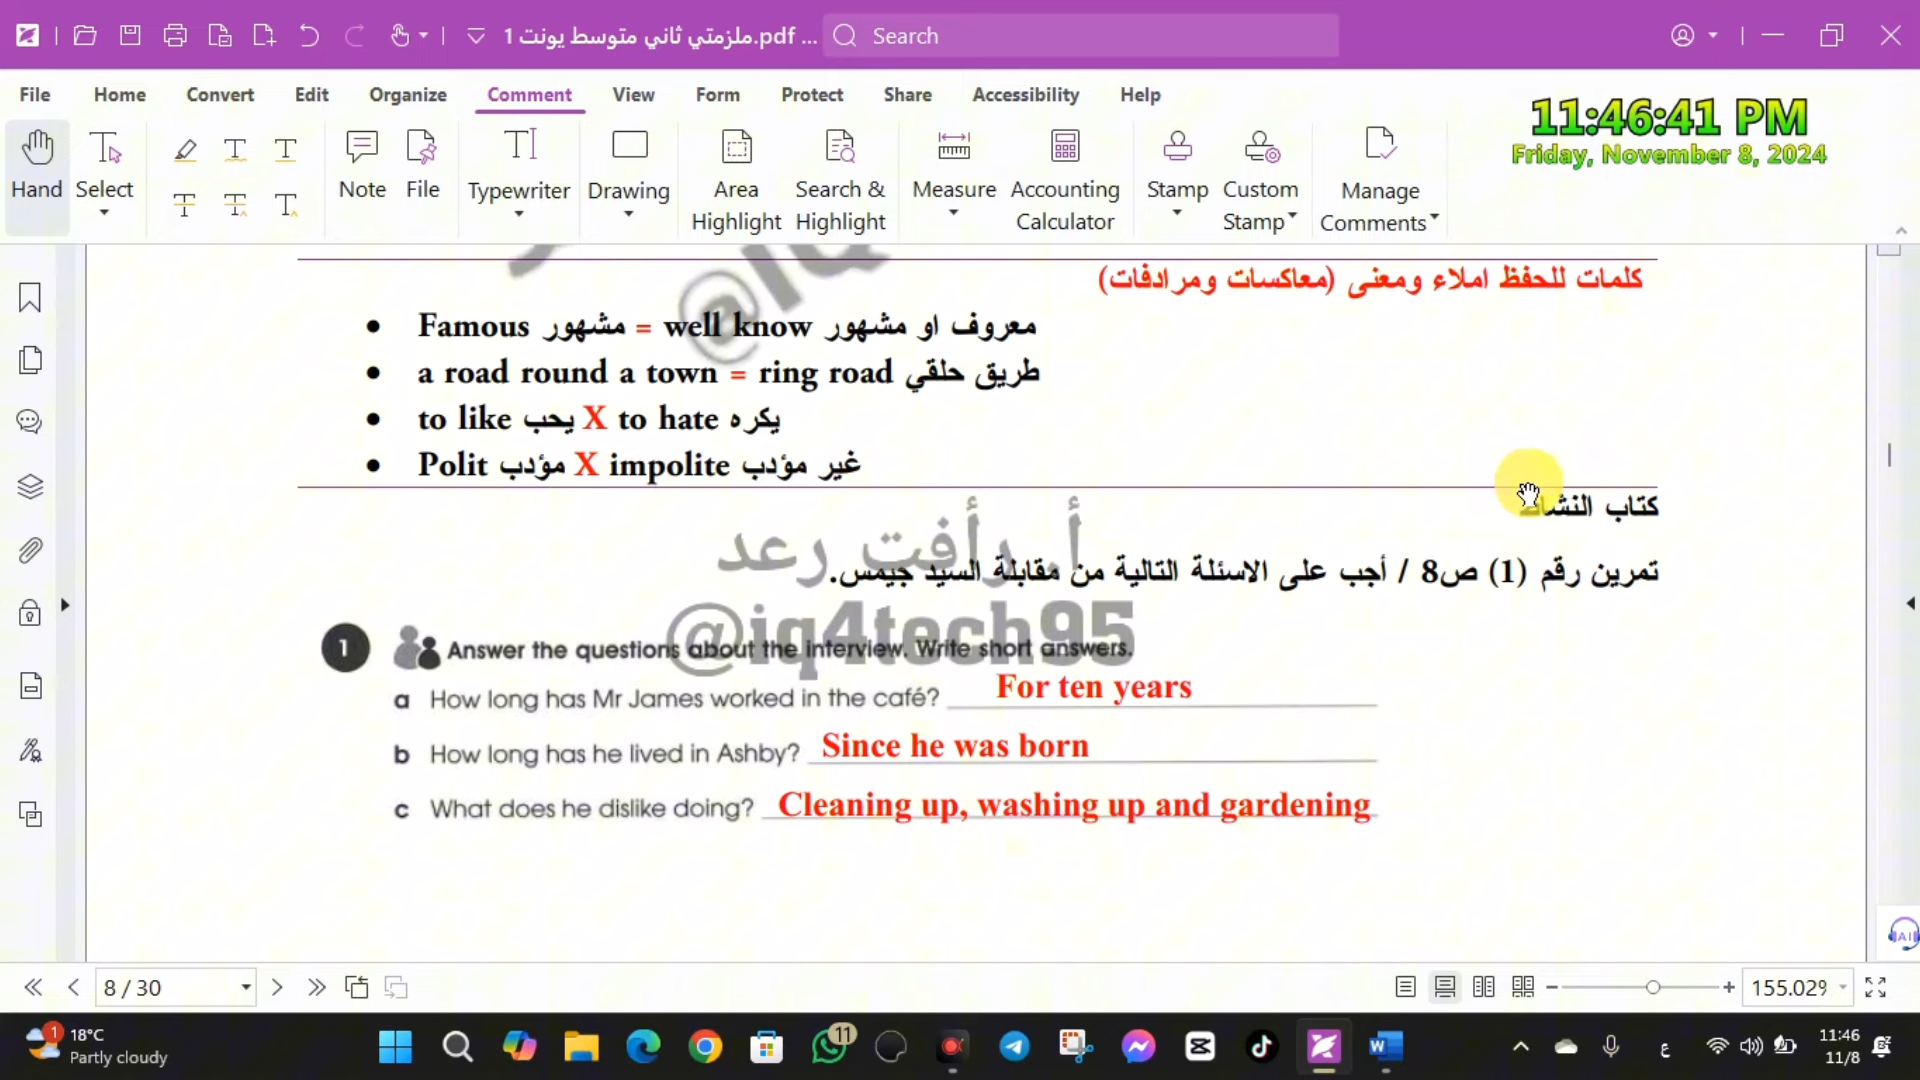 ملزمتي ثاني متوسط يونت 1.pdf ...
Search
File Home Convert Edit Organize Comment View Form Protect Share Accessibility Help
11:46:41 PM
Friday, November 8, 2024
Hand Select Note File Typewriter Drawing Area Highlight Search & Highlight Measure Accounting Calculator Stamp Custom Stamp Manage Comments
كلمات للحفظ املاء ومعنى (معاكسات ومرادفات)
• Famous مشهور = well know معروف او مشهور
• a road round a town = ring road طريق حلقي
• to like يحب X to hate يكره
• Polit مؤدب X impolite غير مؤدب
كتاب النشاط
أ. رأفت رعد
تمرين رقم (1) ص8 / أجب على الاسئلة التالية من مقابلة السيد جيمس.
@iq4tech95
1 Answer the questions about the interview. Write short answers.
a How long has Mr James worked in the café? For ten years
b How long has he lived in Ashby? Since he was born
c What does he dislike doing? Cleaning up, washing up and gardening
AI
8 / 30
155.029
1
18°C
Partly cloudy
11
ع
11:46
11/8